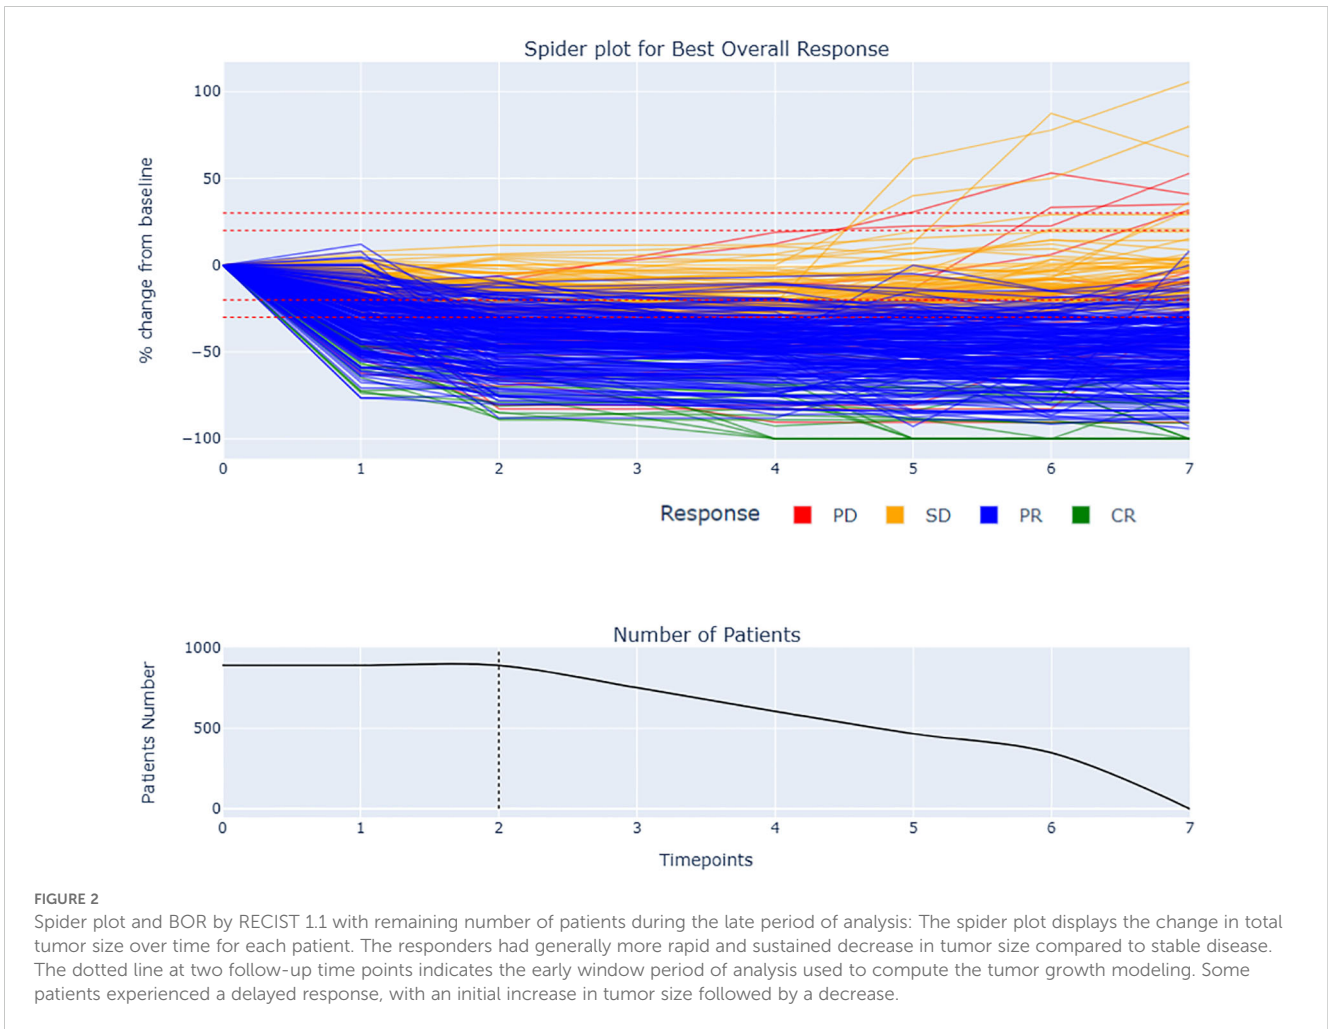 Spider plot for Best Overall Response
% change from baseline
100
50
0
−50
−100
0 1 2 3 4 5 6 7
Response PD SD PR CR
Number of Patients
Patients Number
1000
500
0
0 1 2 3 4 5 6 7
Timepoints
FIGURE 2
Spider plot and BOR by RECIST 1.1 with remaining number of patients during the late period of analysis: The spider plot displays the change in total
tumor size over time for each patient. The responders had generally more rapid and sustained decrease in tumor size compared to stable disease.
The dotted line at two follow-up time points indicates the early window period of analysis used to compute the tumor growth modeling. Some
patients experienced a delayed response, with an initial increase in tumor size followed by a decrease.